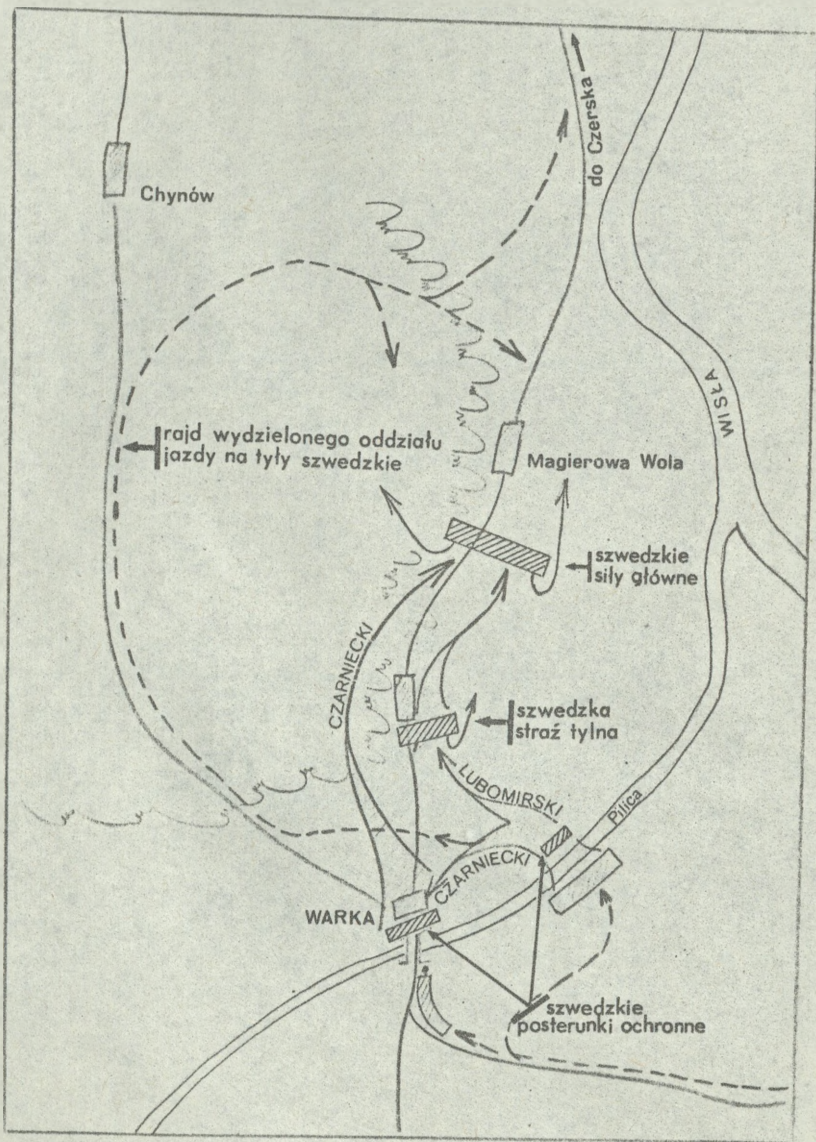 do Czerska
Chynów
WISŁA
rajd wydzielonego oddziału
jazdy na tyły szwedzkie
Magierowa Wola
szwedzkie
siły główne
CZARNIECKI
szwedzka
straż tylna
LUBOMIRSKI
Pilica
CZARNIECKI
WARKA
szwedzkie
posterunki ochronne